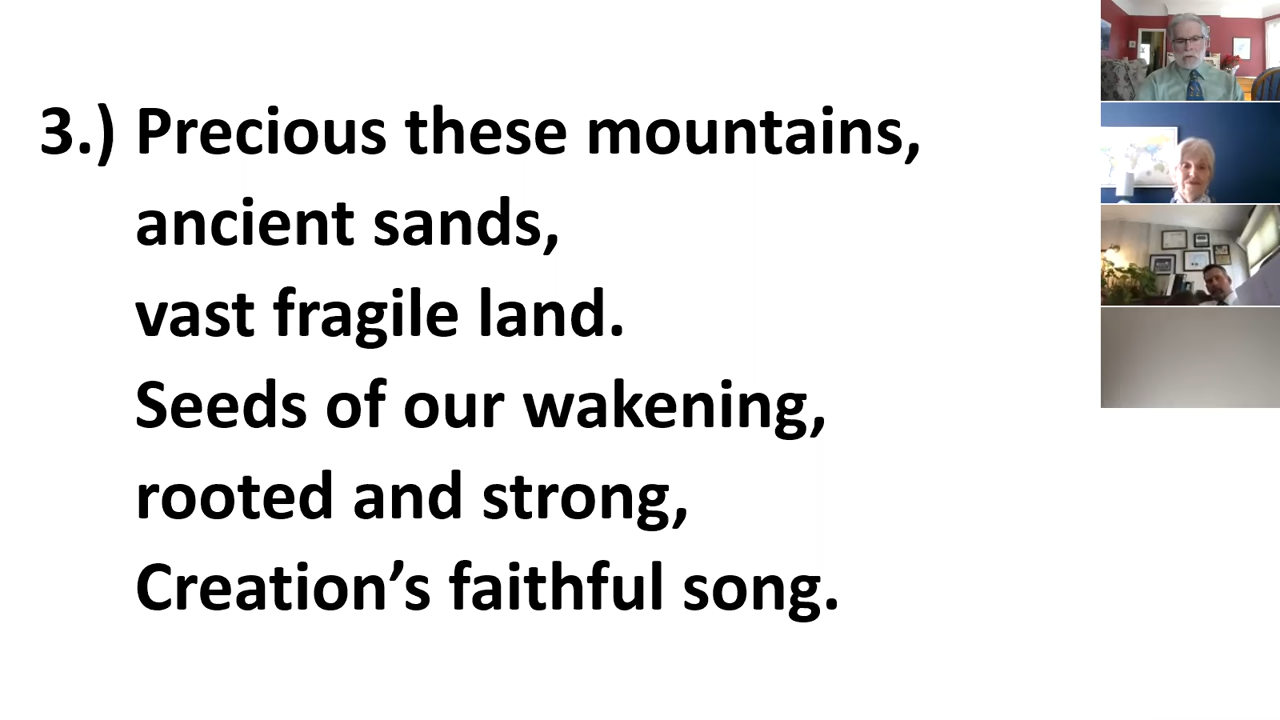 3.) Precious these mountains,
ancient sands,
vast fragile land.
Seeds of our wakening,
rooted and strong,
Creation’s faithful song.